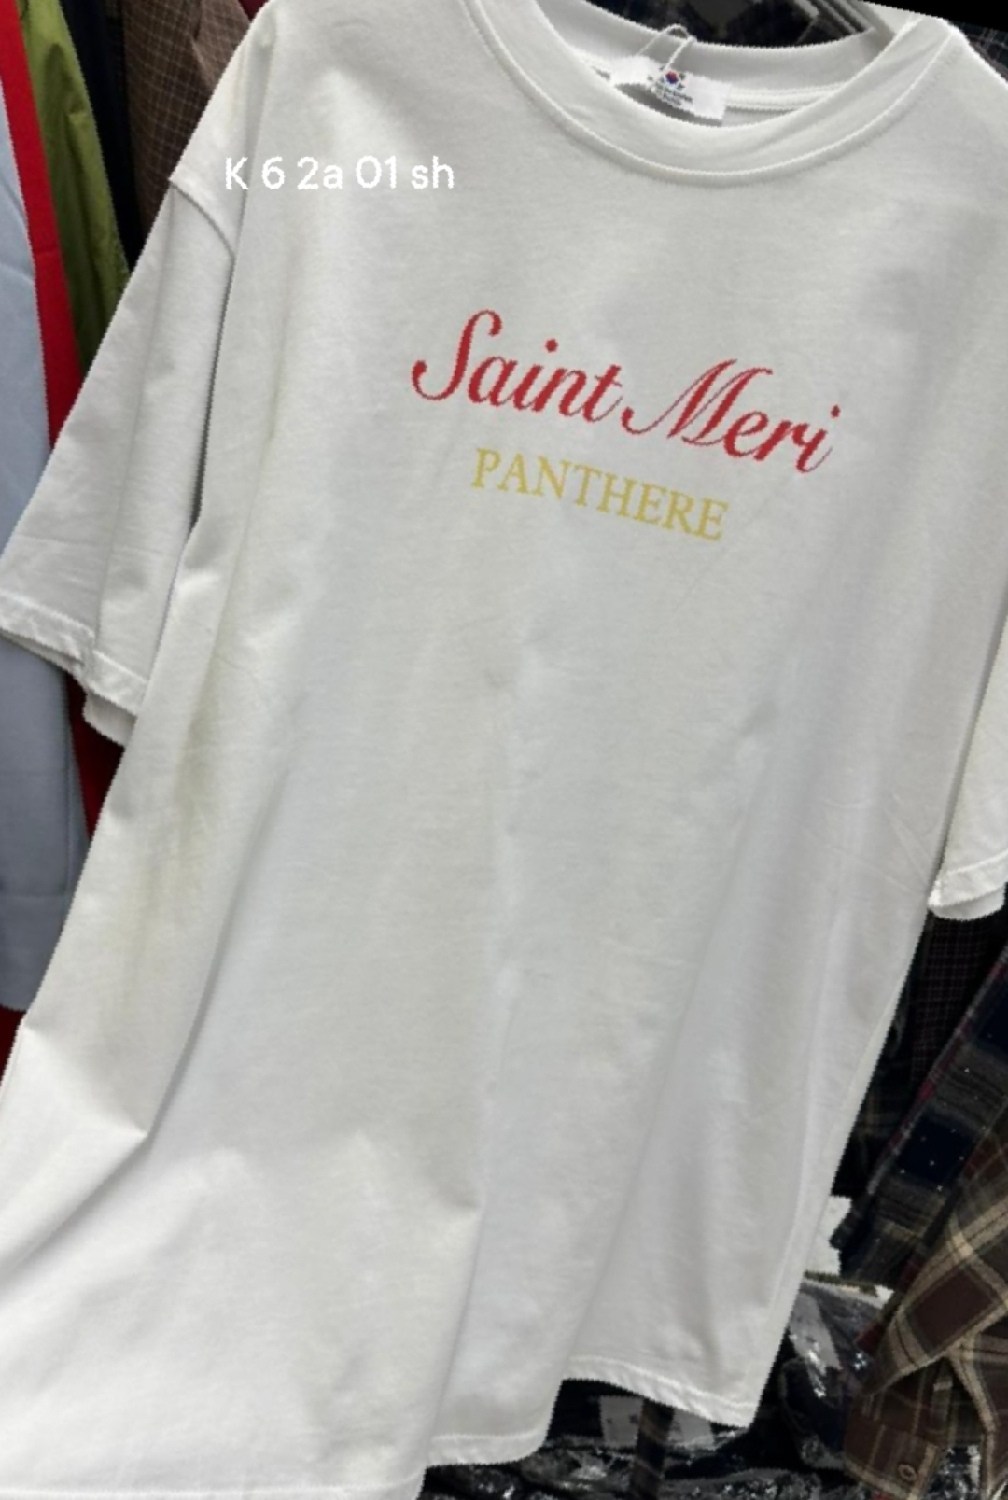 K 6 2a 01 sh
Saint Meri
PANTHERE